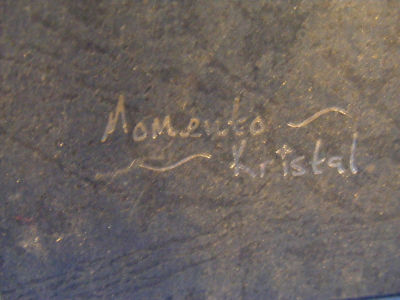 Momento ~
~ Kristal